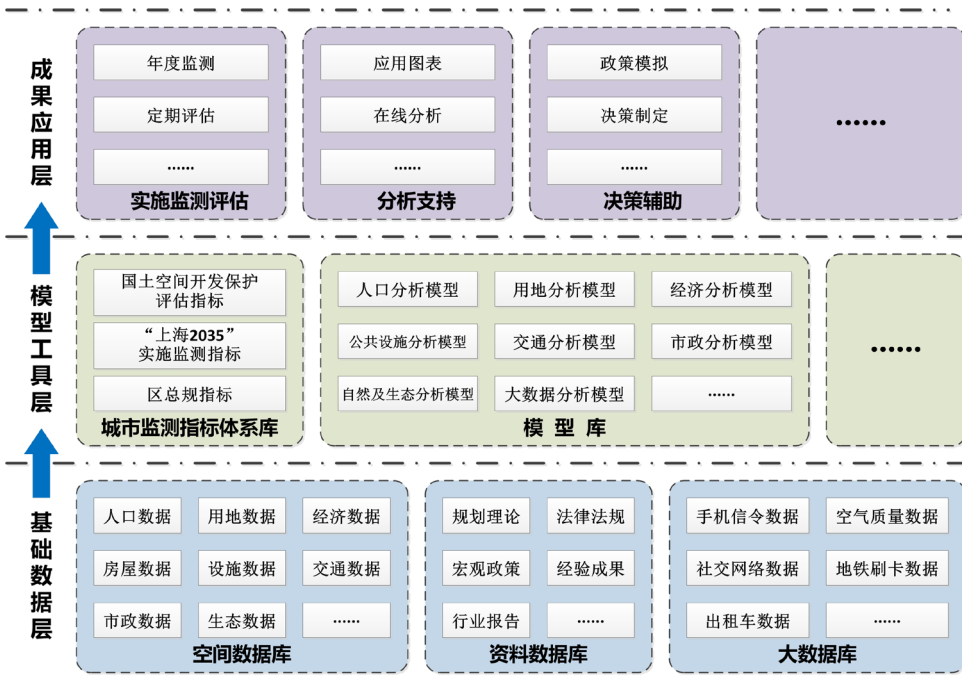 成果应用层
年度监测
定期评估
......
实施监测评估
应用图表
在线分析
......
分析支持
政策模拟
决策制定
......
决策辅助
......
模型工具层
国土空间开发保护
评估指标
“上海2035”
实施监测指标
区总规指标
城市监测指标体系库
人口分析模型
用地分析模型
经济分析模型
公共设施分析模型
交通分析模型
市政分析模型
自然及生态分析模型
大数据分析模型
......
模 型 库
......
基础数据层
人口数据
用地数据
经济数据
房屋数据
设施数据
交通数据
市政数据
生态数据
......
空间数据库
规划理论
法律法规
宏观政策
经验成果
行业报告
......
资料数据库
手机信令数据
空气质量数据
社交网络数据
地铁刷卡数据
出租车数据
......
大数据库